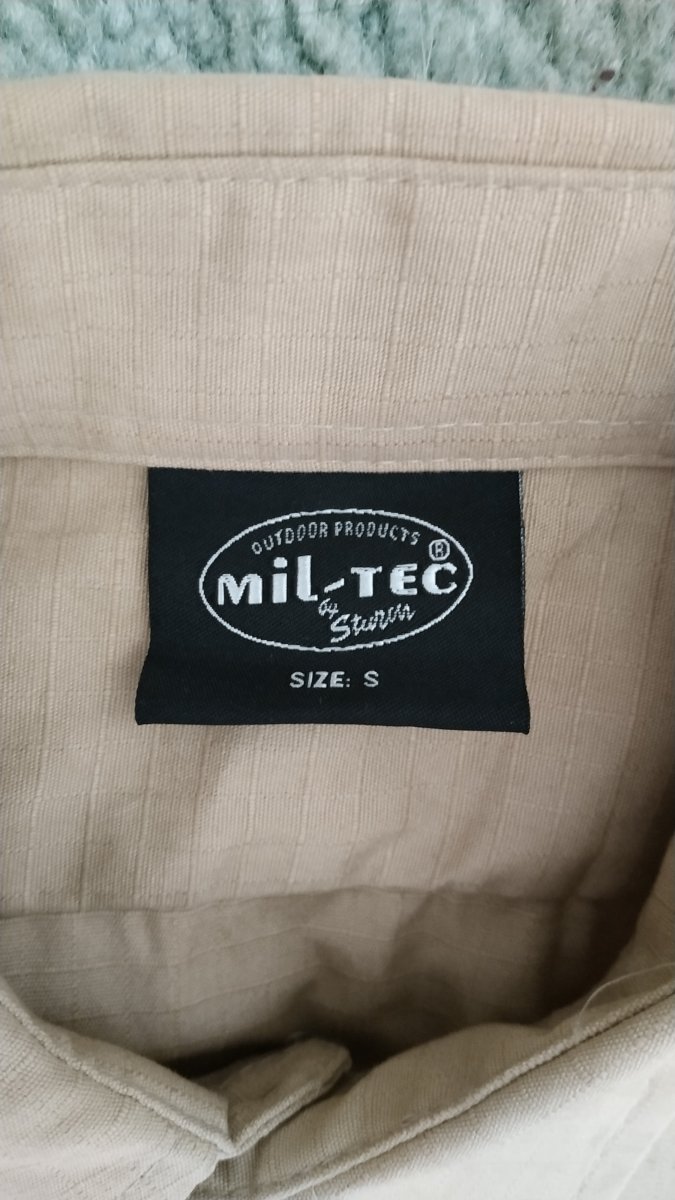 OUTDOOR PRODUCTS
MiL-TEC ®
by Sturm
SIZE: S